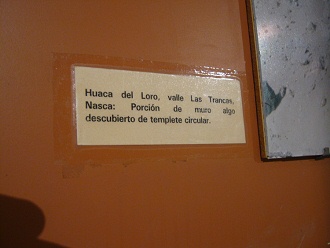 Huaca del Loro, valle Las Trancas,
Nasca: Porción de muro algo
descubierto de templete circular.